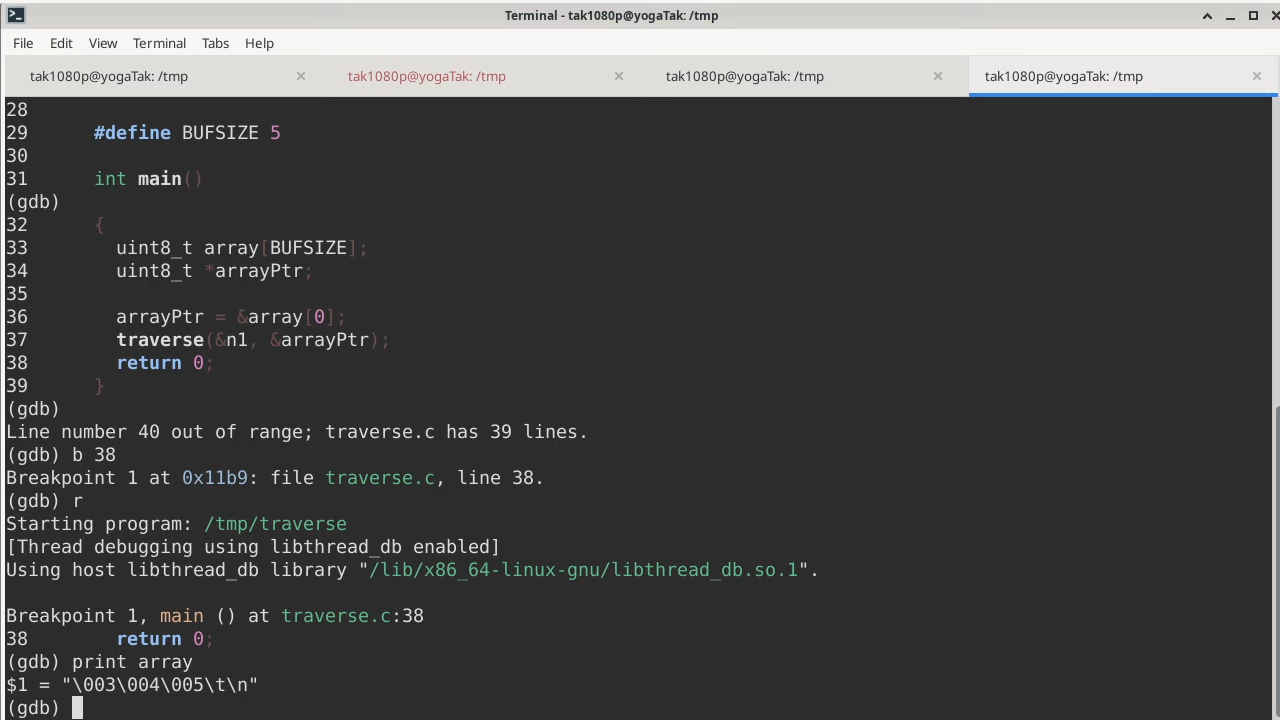 Terminal - tak1080p@yogaTak: /tmp
File Edit View Terminal Tabs Help
tak1080p@yogaTak: /tmp tak1080p@yogaTak: /tmp tak1080p@yogaTak: /tmp tak1080p@yogaTak: /tmp
28
29      #define BUFSIZE 5
30
31      int main()
(gdb)
32      {
33        uint8_t array[BUFSIZE];
34        uint8_t *arrayPtr;
35
36        arrayPtr = &array[0];
37        traverse(&n1, &arrayPtr);
38        return 0;
39      }
(gdb)
Line number 40 out of range; traverse.c has 39 lines.
(gdb) b 38
Breakpoint 1 at 0x11b9: file traverse.c, line 38.
(gdb) r
Starting program: /tmp/traverse
[Thread debugging using libthread_db enabled]
Using host libthread_db library "/lib/x86_64-linux-gnu/libthread_db.so.1".
Breakpoint 1, main () at traverse.c:38
38        return 0;
(gdb) print array
$1 = "\003\004\005\t\n"
(gdb)